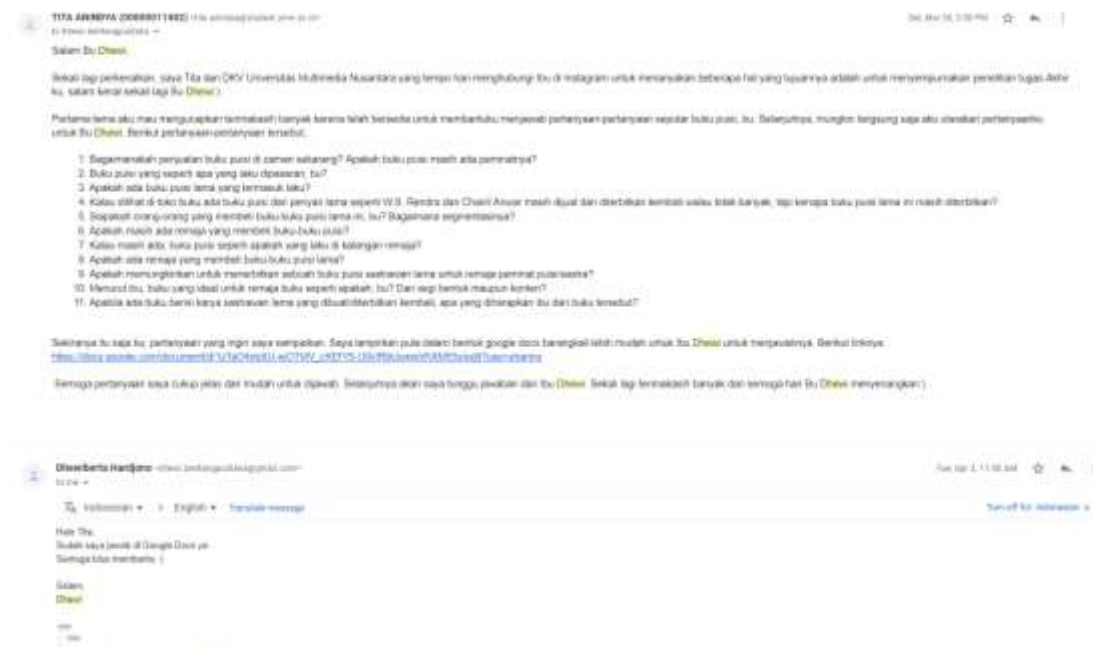 TITA ANINDYA (00000011402)
Salam Bu Dhewi,
Sekali lagi perkenalkan, saya Tita dari DKV Universitas Multimedia Nusantara yang tempo hari menghubungi Ibu di Instagram untuk menanyakan beberapa hal yang tujuannya adalah untuk menyempurnakan penelitian Tugas Akhir
ku, salam kenal sekali lagi Bu Dhewi :)
Pertama-tama aku mau mengucapkan terimakasih banyak karena telah bersedia untuk membantuku menjawab pertanyaan-pertanyaan seputar buku puisi, bu. Selanjutnya, mungkin langsung saja aku utarakan pertanyaanku
untuk Bu Dhewi. Berikut pertanyaan-pertanyaan tersebut.
1. Bagaimanakah penjualan buku puisi di zaman sekarang? Apakah buku puisi masih ada peminatnya?
2. Buku puisi yang seperti apa yang laku dipasaran, bu?
3. Apakah ada buku puisi lama yang termasuk laku?
4. Kalau dilihat di toko buku ada buku puisi dari penyair lama seperti W.S. Rendra dan Chairil Anwar masih dijual dan diterbitkan kembali walau tidak banyak, tapi kenapa buku puisi lama ini masih diterbitkan?
5. Siapakah orang-orang yang membeli buku-buku puisi lama ini, bu? Bagaimana segmentasinya?
6. Apakah masih ada remaja yang membeli buku-buku puisi?
7. Kalau masih ada, buku puisi seperti apakah yang laku di kalangan remaja?
8. Apakah ada remaja yang membeli buku-buku puisi lama?
9. Apakah memungkinkan untuk menerbitkan sebuah buku puisi sastrawan lama untuk remaja peminat puisi/sastra?
10. Menurut ibu, buku yang ideal untuk remaja buku seperti apakah, bu? Dari segi bentuk maupun konten?
11. Apabila ada buku berisi karya sastrawan lama yang dibuat/diterbitkan kembali, apa yang diharapkan ibu dari buku tersebut?
Sekiranya itu saja bu, pertanyaan yang ingin saya sampaikan. Saya lampirkan pula dalam bentuk google docs barangkali lebih mudah untuk Bu Dhewi untuk menjawabnya. Berikut linknya
Semoga pertanyaan saya cukup jelas dan mudah untuk dijawab. Selanjutnya akan saya tunggu jawaban dari Ibu Dhewi. Sekali lagi terimakasih banyak dan semoga hari Bu Dhewi menyenangkan :)
Dhewiberta Hardjono
to me
Indonesian > English Translate message Turn off for: Indonesian
Halo Tita,
Sudah saya jawab di Google Docs ya.
Semoga bisa membantu :)
Salam,
Dhewi